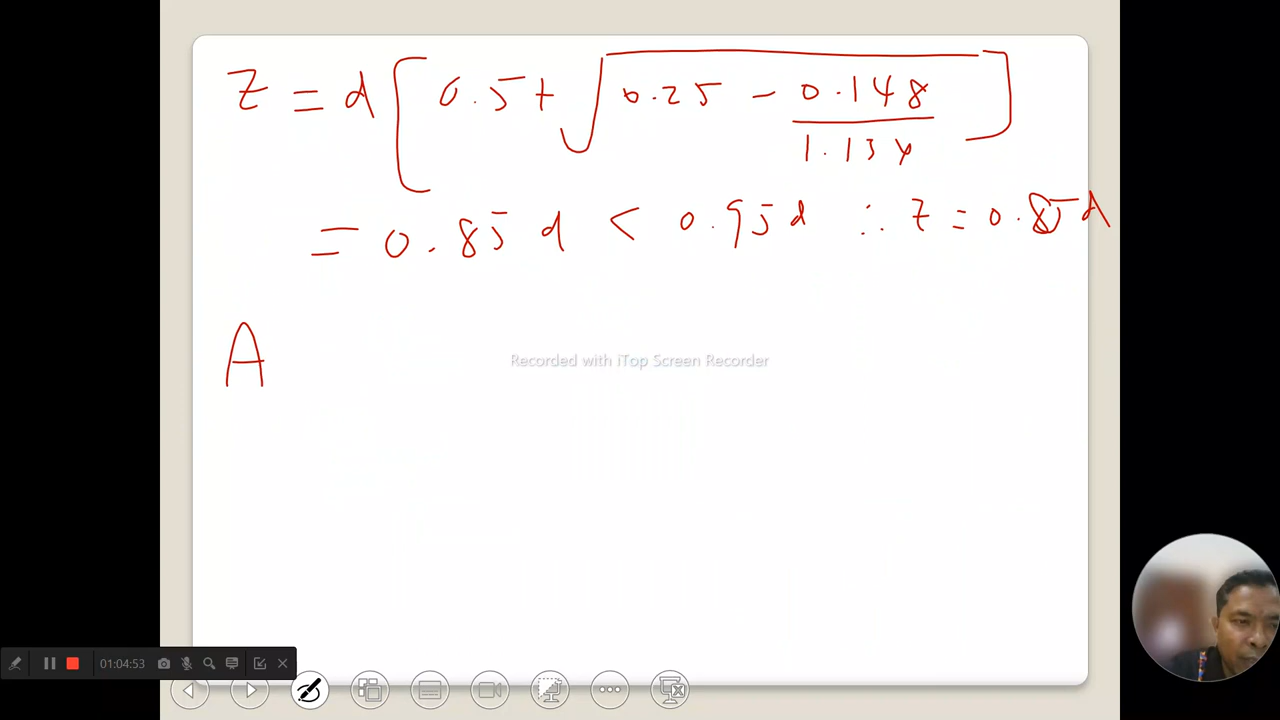 Z = d [ 0.5 + √(0.25 - 0.148 / 1.134) ]
= 0.85 d < 0.95 d ∴ Z = 0.85 d
A
Recorded with iTop Screen Recorder
01:04:53